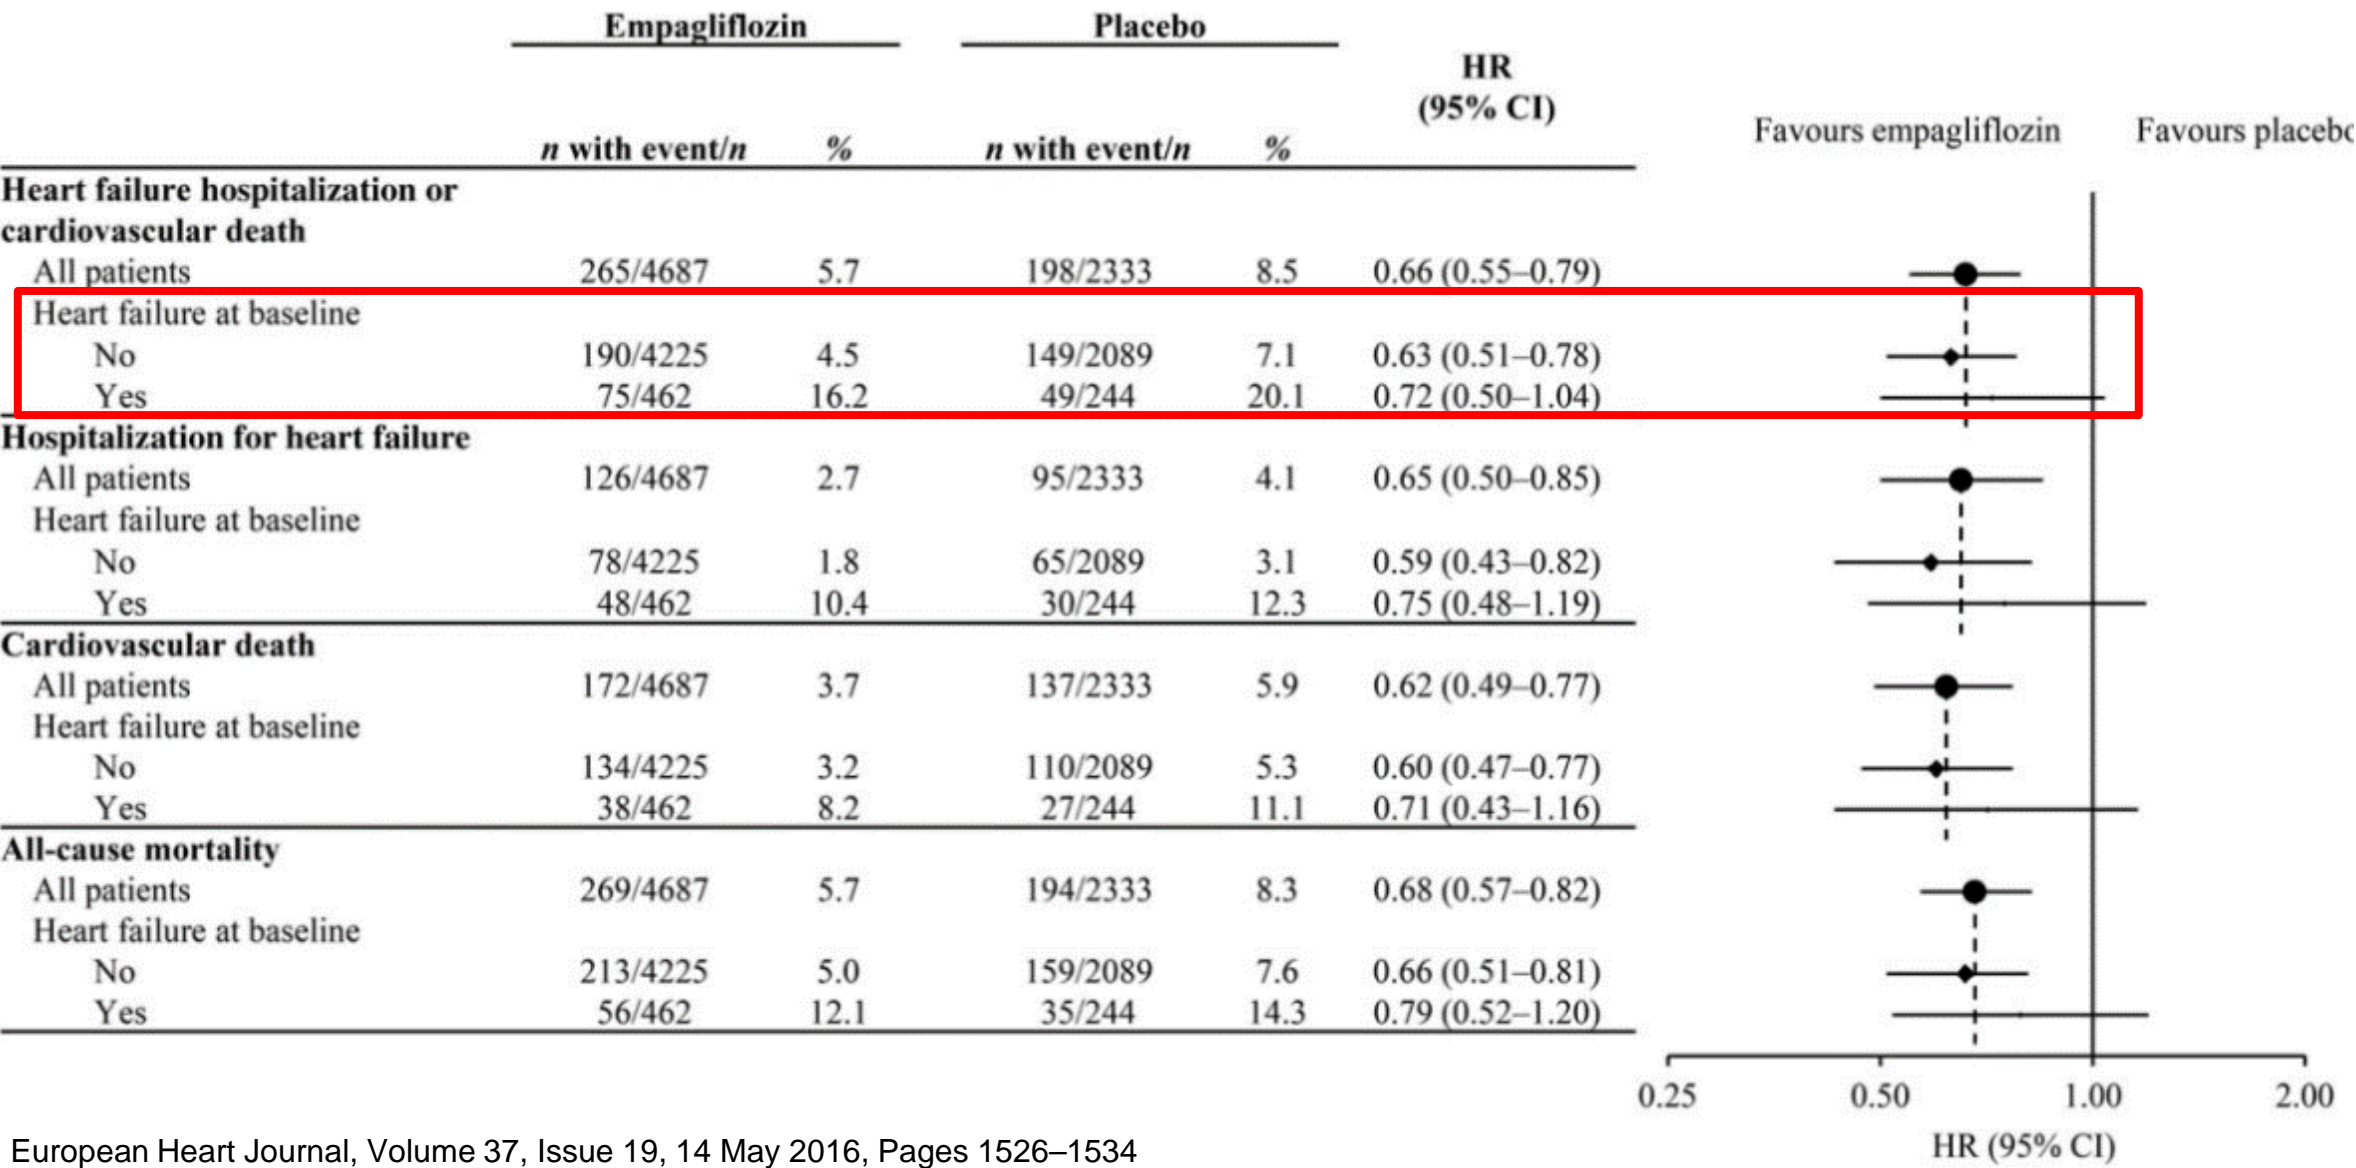 Empagliflozin Placebo
HR
(95% CI)
Favours empagliflozin Favours placebo
n with event/n % n with event/n %
Heart failure hospitalization or
cardiovascular death
All patients 265/4687 5.7 198/2333 8.5 0.66 (0.55–0.79)
Heart failure at baseline
No 190/4225 4.5 149/2089 7.1 0.63 (0.51–0.78)
Yes 75/462 16.2 49/244 20.1 0.72 (0.50–1.04)
Hospitalization for heart failure
All patients 126/4687 2.7 95/2333 4.1 0.65 (0.50–0.85)
Heart failure at baseline
No 78/4225 1.8 65/2089 3.1 0.59 (0.43–0.82)
Yes 48/462 10.4 30/244 12.3 0.75 (0.48–1.19)
Cardiovascular death
All patients 172/4687 3.7 137/2333 5.9 0.62 (0.49–0.77)
Heart failure at baseline
No 134/4225 3.2 110/2089 5.3 0.60 (0.47–0.77)
Yes 38/462 8.2 27/244 11.1 0.71 (0.43–1.16)
All-cause mortality
All patients 269/4687 5.7 194/2333 8.3 0.68 (0.57–0.82)
Heart failure at baseline
No 213/4225 5.0 159/2089 7.6 0.66 (0.51–0.81)
Yes 56/462 12.1 35/244 14.3 0.79 (0.52–1.20)
0.25 0.50 1.00 2.00
HR (95% CI)
European Heart Journal, Volume 37, Issue 19, 14 May 2016, Pages 1526–1534